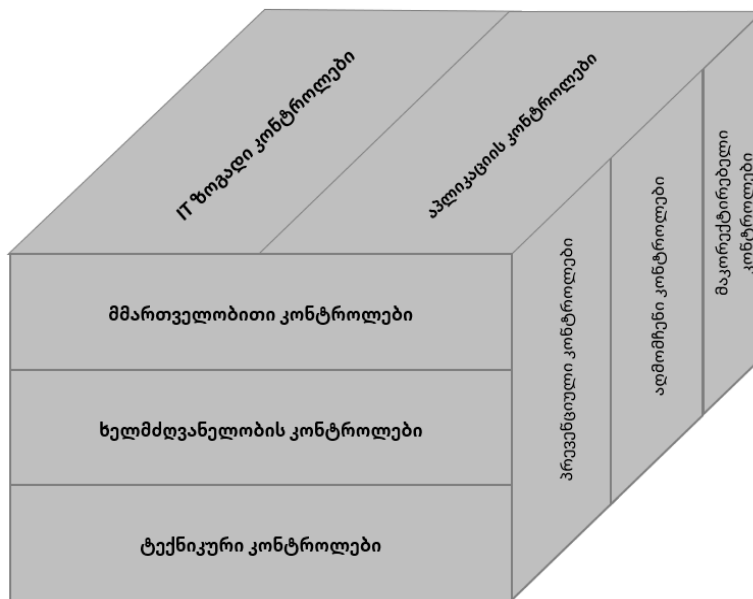 IT ზოგადი კონტროლები
აპლიკაციის კონტროლები
მმართველობითი კონტროლები
ხელმძღვანელობის კონტროლები
ტექნიკური კონტროლები
პრევენციული კონტროლები
აღმომჩენი კონტროლები
მაკორექტირებელი
კონტროლები